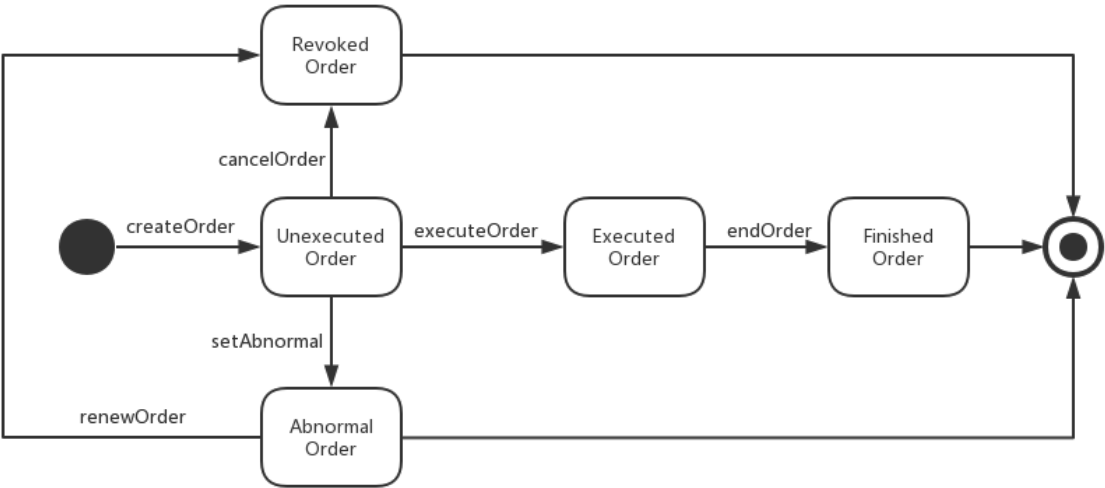 Revoked
Order
cancelOrder
createOrder
Unexecuted
Order
executeOrder
Executed
Order
endOrder
Finished
Order
setAbnormal
renewOrder
Abnormal
Order